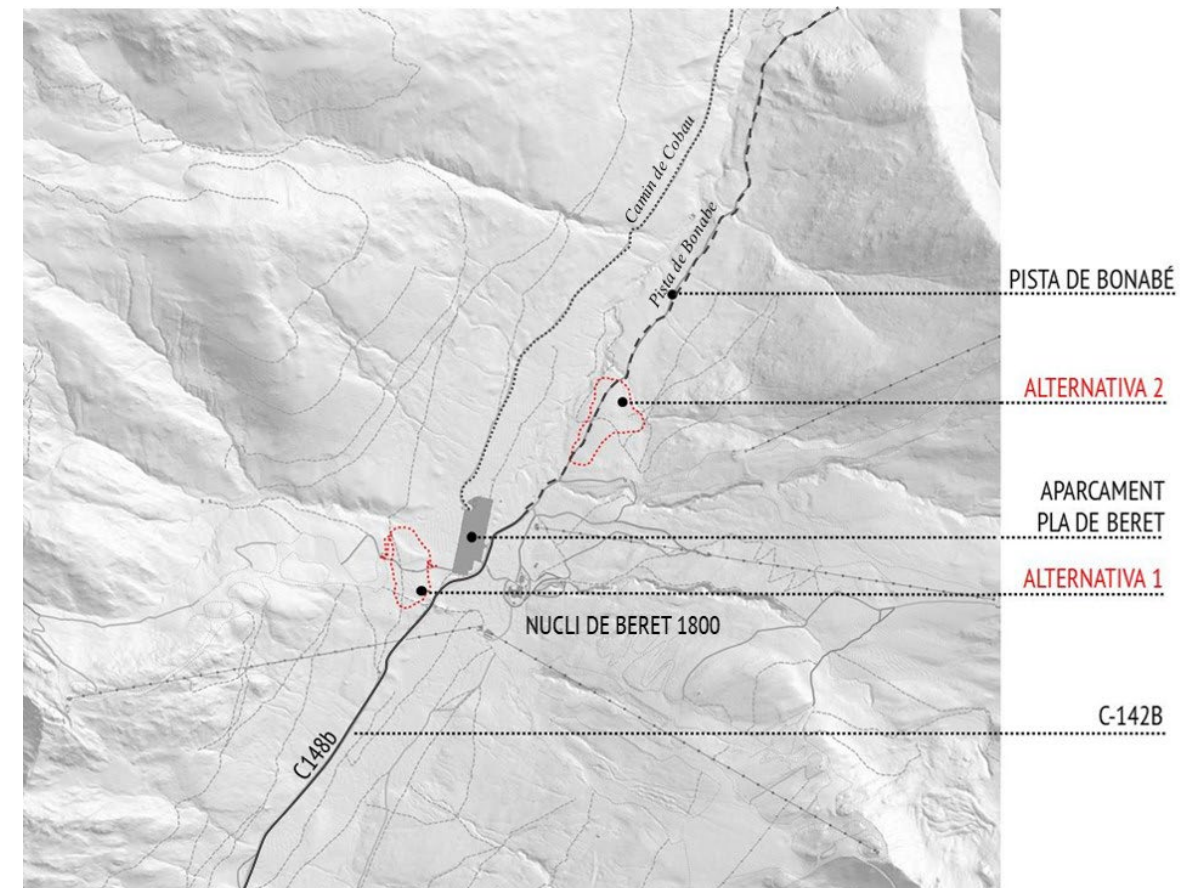 Camin de Cobau
Pista de Bonabe
PISTA DE BONABÉ
ALTERNATIVA 2
APARCAMENT
PLA DE BERET
ALTERNATIVA 1
NUCLI DE BERET 1800
C-142B
C148b